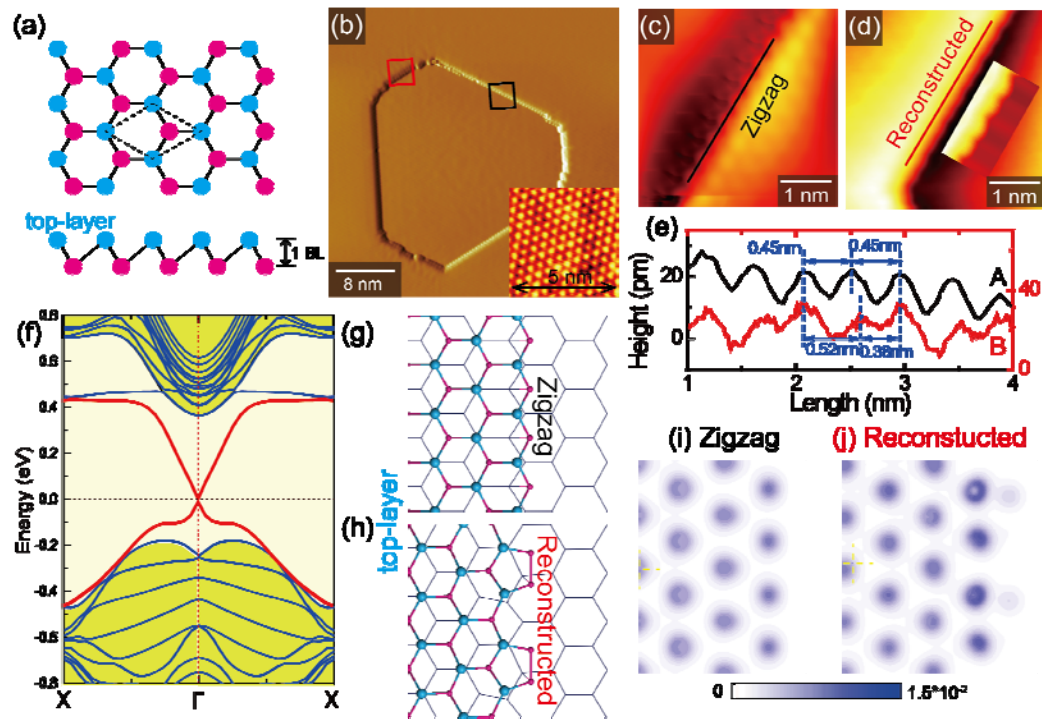 (a)
top-layer
1 BL
(b)
8 nm
5 nm
(c)
Zigzag
1 nm
(d)
Reconstructed
1 nm
(e)
Height (pm)
20
0
0.45nm
0.45nm
A
B
0.52nm
0.38nm
40
0
1
2
3
4
Length (nm)
(f)
Energy (eV)
0.8
0.6
0.4
0.2
0.0
-0.2
-0.4
-0.6
-0.8
X
Γ
X
(g)
Zigzag
top-layer
(h)
Reconstructed
(i) Zigzag
(j) Reconstucted
0
1.5*10⁻²